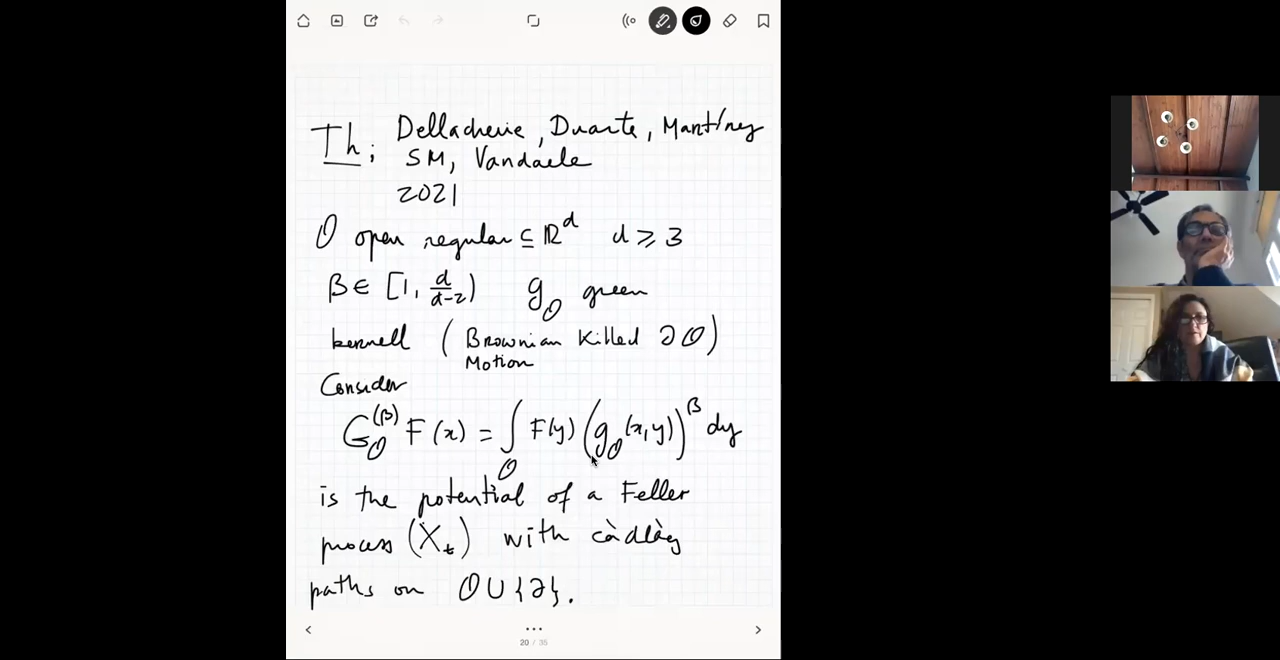 Th: Dellacherie, Duarte, Martínez
SM, Vandaele
2021
O open regular ⊆ ℝ^d d ≥ 3
β ∈ [1, d/(d-2)) g_O green
kernell (Brownian Killed ∂O)
Motion
Consider
G_O^(β) F(x) = ∫_O F(y) (g_O(x,y))^β dy
is the potential of a Feller
process (X_t) with càdlàg
paths on O ∪ {∂}.
20 / 35